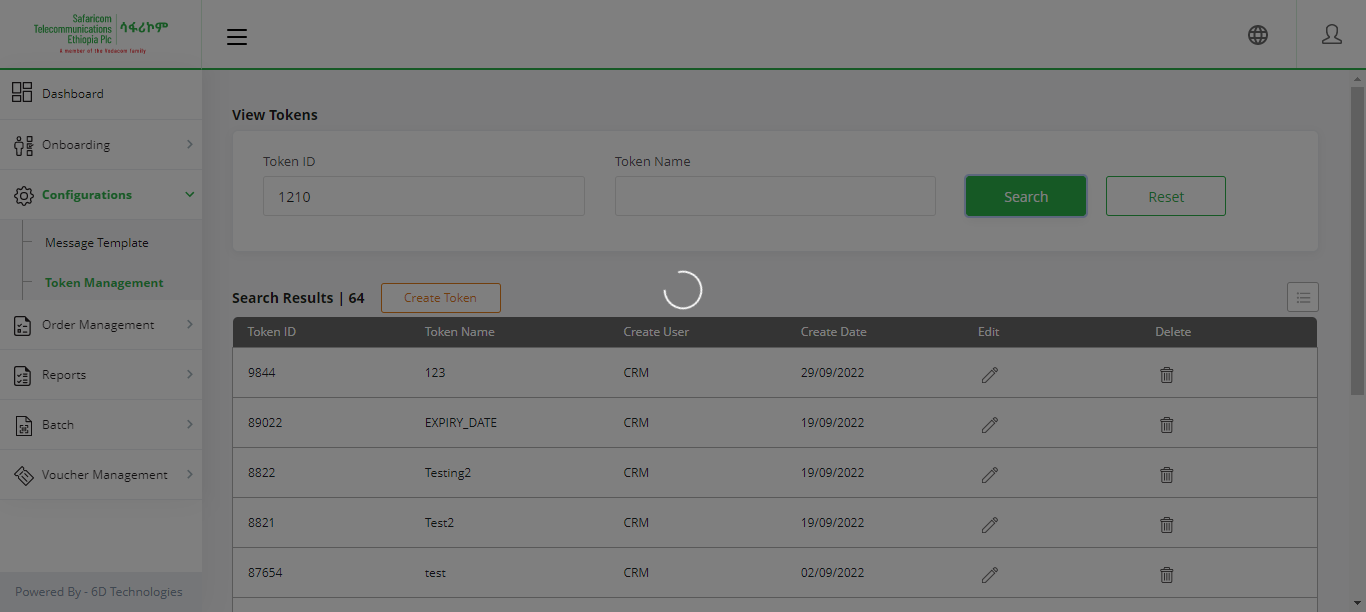 Safaricom
Telecommunications
Ethiopia Plc
ሳፋሪኮም
A member of the Vodacom family
Dashboard
Onboarding
Configurations
Message Template
Token Management
Order Management
Reports
Batch
Voucher Management
Powered By - 6D Technologies
View Tokens
Token ID
Token Name
1210
Search
Reset
Search Results | 64
Create Token
Token ID Token Name Create User Create Date Edit Delete
9844 123 CRM 29/09/2022
89022 EXPIRY_DATE CRM 19/09/2022
8822 Testing2 CRM 19/09/2022
8821 Test2 CRM 19/09/2022
87654 test CRM 02/09/2022